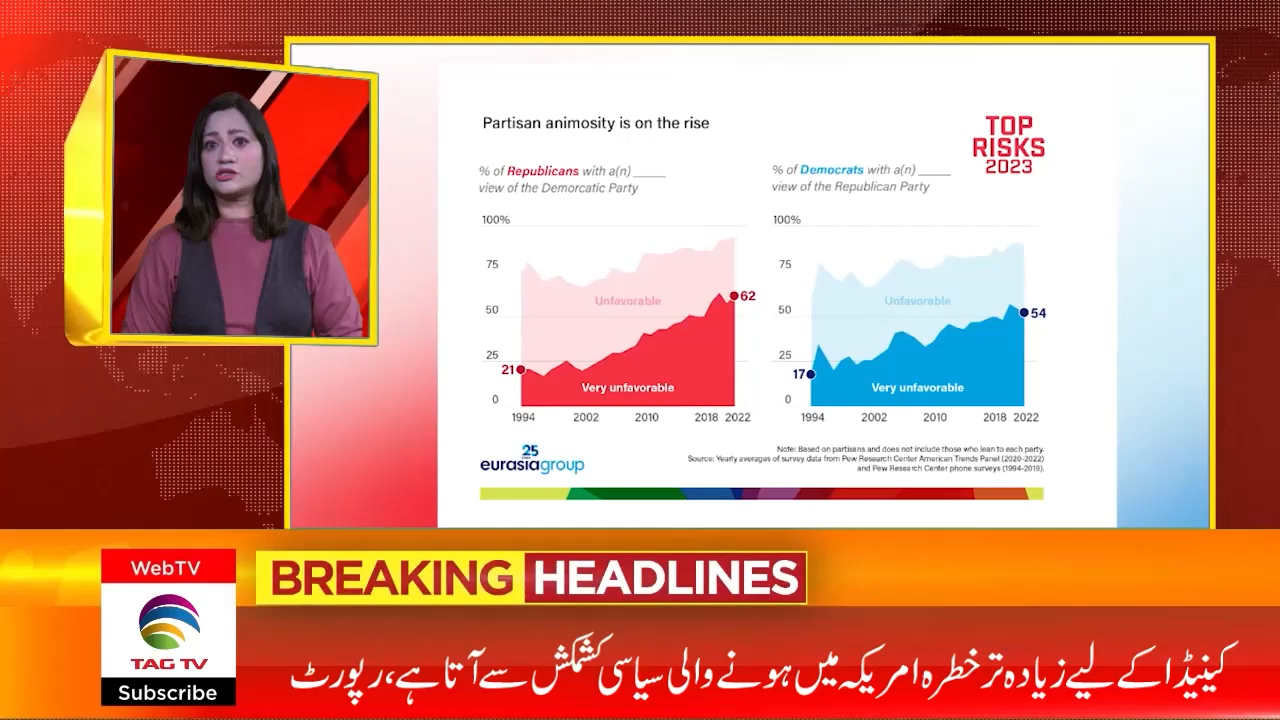 Partisan animosity is on the rise
TOP
RISKS
2023
% of Republicans with a(n) _____
view of the Demorcatic Party
100%
75
50
25
0
Unfavorable
Very unfavorable
21
62
1994 2002 2010 2018 2022
% of Democrats with a(n) _____
view of the Republican Party
100%
75
50
25
0
Unfavorable
Very unfavorable
17
54
1994 2002 2010 2018 2022
25
eurasiagroup
Note: Based on partisans and does not include those who lean to each party.
Source: Yearly averages of survey data from Pew Research Center American Trends Panel (2020-2022)
and Pew Research Center phone surveys (1994-2019).
WebTV
TAG TV
Subscribe
BREAKING HEADLINES
کینیڈا کے لیے زیادہ تر خطرہ امریکہ میں ہونے والی سیاسی کشمکش سے آتا ہے، رپورٹ